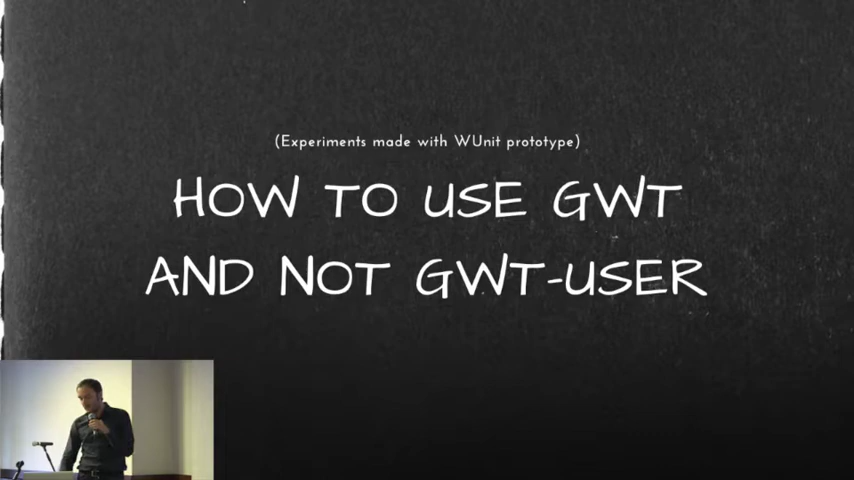 (Experiments made with WUnit prototype)
HOW TO USE GWT
AND NOT GWT-USER